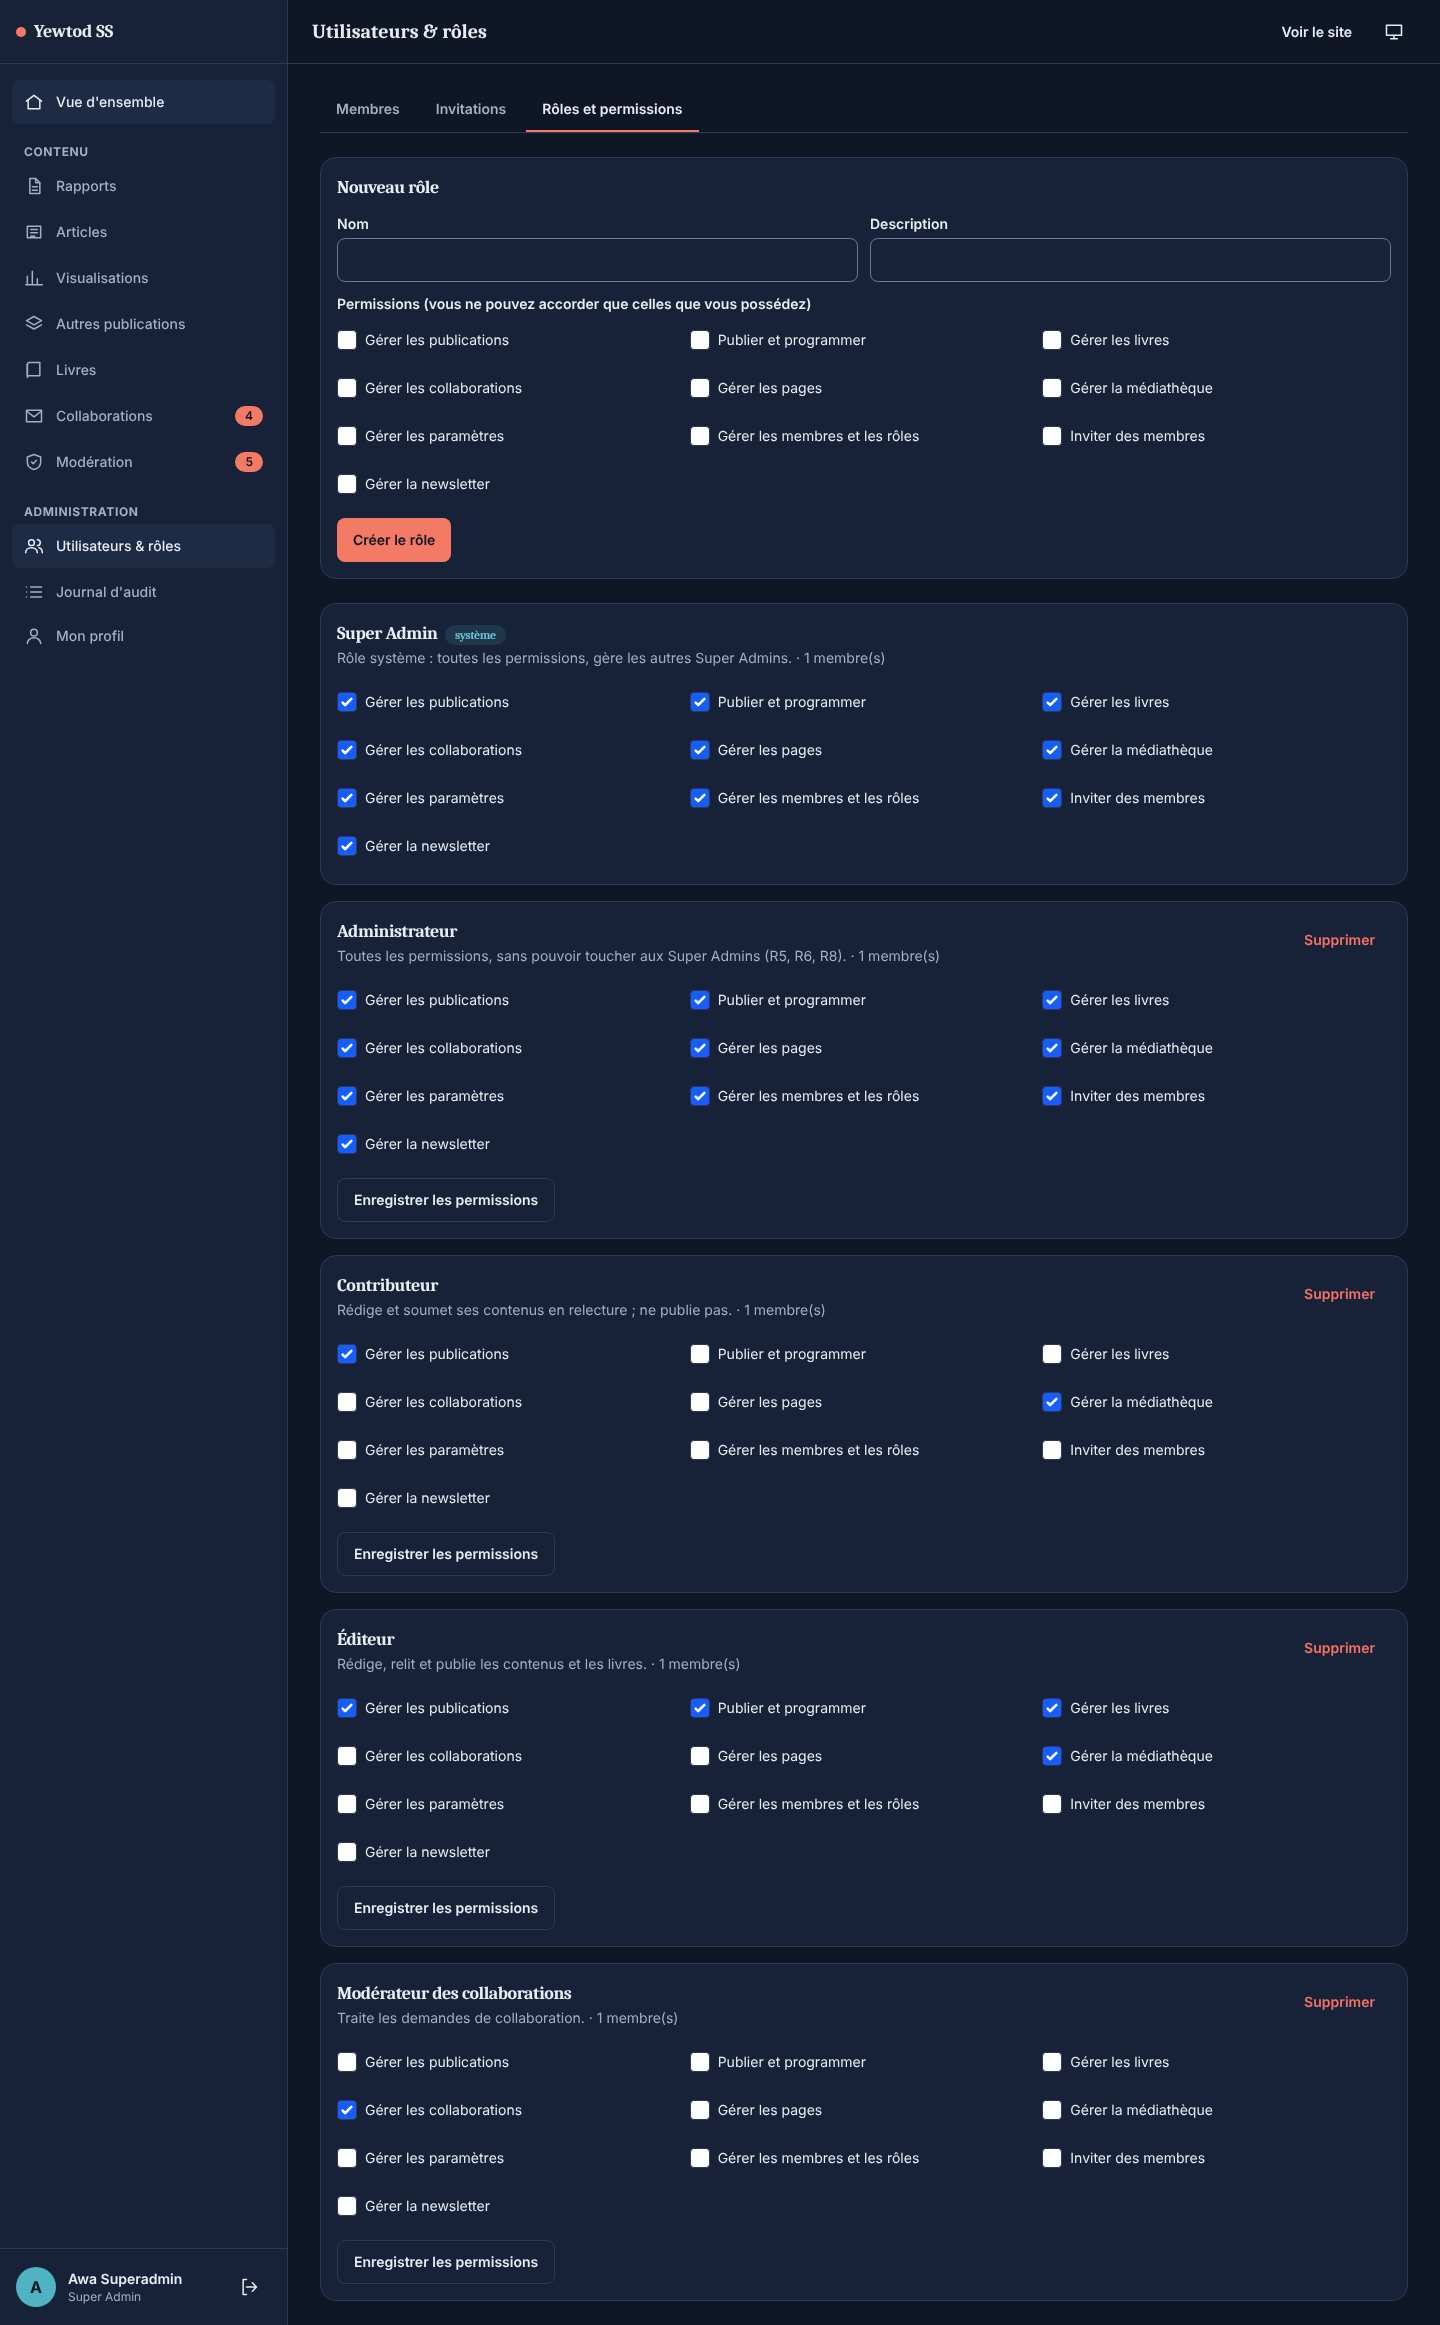 Yewtod SS
Vue d'ensemble
CONTENU
Rapports
Articles
Visualisations
Autres publications
Livres
Collaborations 4
Modération 5
ADMINISTRATION
Utilisateurs & rôles
Journal d'audit
Mon profil
Awa Superadmin
Super Admin
A
Utilisateurs & rôles
Voir le site
Membres Invitations Rôles et permissions
Nouveau rôle
Nom Description
Permissions (vous ne pouvez accorder que celles que vous possédez)
Gérer les publications Publier et programmer Gérer les livres
Gérer les collaborations Gérer les pages Gérer la médiathèque
Gérer les paramètres Gérer les membres et les rôles Inviter des membres
Gérer la newsletter
Créer le rôle
Super Admin système
Rôle système : toutes les permissions, gère les autres Super Admins. · 1 membre(s)
Gérer les publications Publier et programmer Gérer les livres
Gérer les collaborations Gérer les pages Gérer la médiathèque
Gérer les paramètres Gérer les membres et les rôles Inviter des membres
Gérer la newsletter
Administrateur Supprimer
Toutes les permissions, sans pouvoir toucher aux Super Admins (R5, R6, R8). · 1 membre(s)
Gérer les publications Publier et programmer Gérer les livres
Gérer les collaborations Gérer les pages Gérer la médiathèque
Gérer les paramètres Gérer les membres et les rôles Inviter des membres
Gérer la newsletter
Enregistrer les permissions
Contributeur Supprimer
Rédige et soumet ses contenus en relecture ; ne publie pas. · 1 membre(s)
Gérer les publications Publier et programmer Gérer les livres
Gérer les collaborations Gérer les pages Gérer la médiathèque
Gérer les paramètres Gérer les membres et les rôles Inviter des membres
Gérer la newsletter
Enregistrer les permissions
Éditeur Supprimer
Rédige, relit et publie les contenus et les livres. · 1 membre(s)
Gérer les publications Publier et programmer Gérer les livres
Gérer les collaborations Gérer les pages Gérer la médiathèque
Gérer les paramètres Gérer les membres et les rôles Inviter des membres
Gérer la newsletter
Enregistrer les permissions
Modérateur des collaborations Supprimer
Traite les demandes de collaboration. · 1 membre(s)
Gérer les publications Publier et programmer Gérer les livres
Gérer les collaborations Gérer les pages Gérer la médiathèque
Gérer les paramètres Gérer les membres et les rôles Inviter des membres
Gérer la newsletter
Enregistrer les permissions